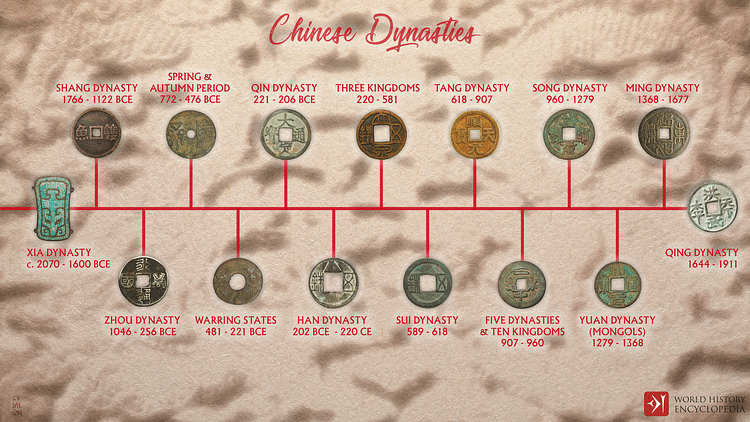 Chinese Dynasties
SHANG DYNASTY
1766 - 1122 BCE
SPRING &
AUTUMN PERIOD
772 - 476 BCE
QIN DYNASTY
221 - 206 BCE
THREE KINGDOMS
220 - 581
TANG DYNASTY
618 - 907
SONG DYNASTY
960 - 1279
MING DYNASTY
1368 - 1677
XIA DYNASTY
c. 2070 - 1600 BCE
QING DYNASTY
1644 - 1911
ZHOU DYNASTY
1046 - 256 BCE
WARRING STATES
481 - 221 BCE
HAN DYNASTY
202 BCE - 220 CE
SUI DYNASTY
589 - 618
FIVE DYNASTIES
& TEN KINGDOMS
907 - 960
YUAN DYNASTY
(MONGOLS)
1279 - 1368
WORLD HISTORY
ENCYCLOPEDIA